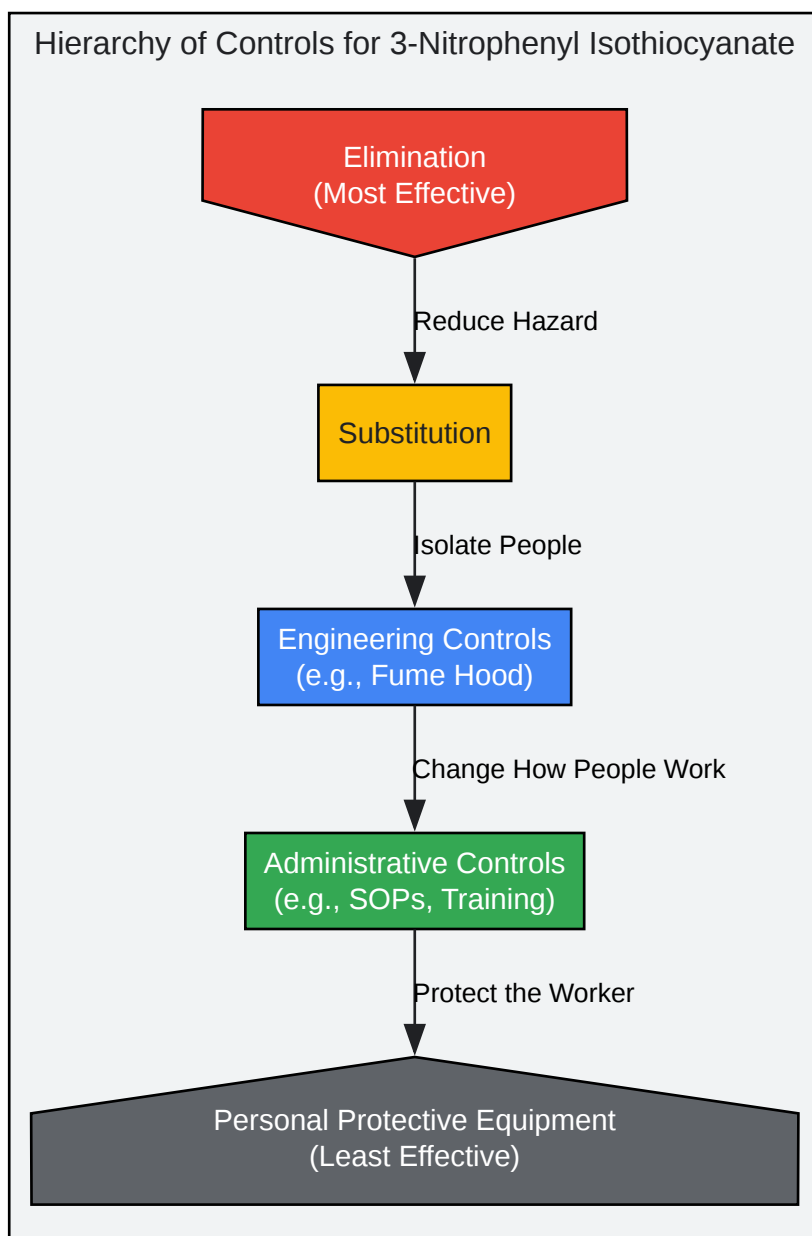 Hierarchy of Controls for 3-Nitrophenyl Isothiocyanate
Elimination
(Most Effective)
Reduce Hazard
Substitution
Isolate People
Engineering Controls
(e.g., Fume Hood)
Change How People Work
Administrative Controls
(e.g., SOPs, Training)
Protect the Worker
Personal Protective Equipment
(Least Effective)